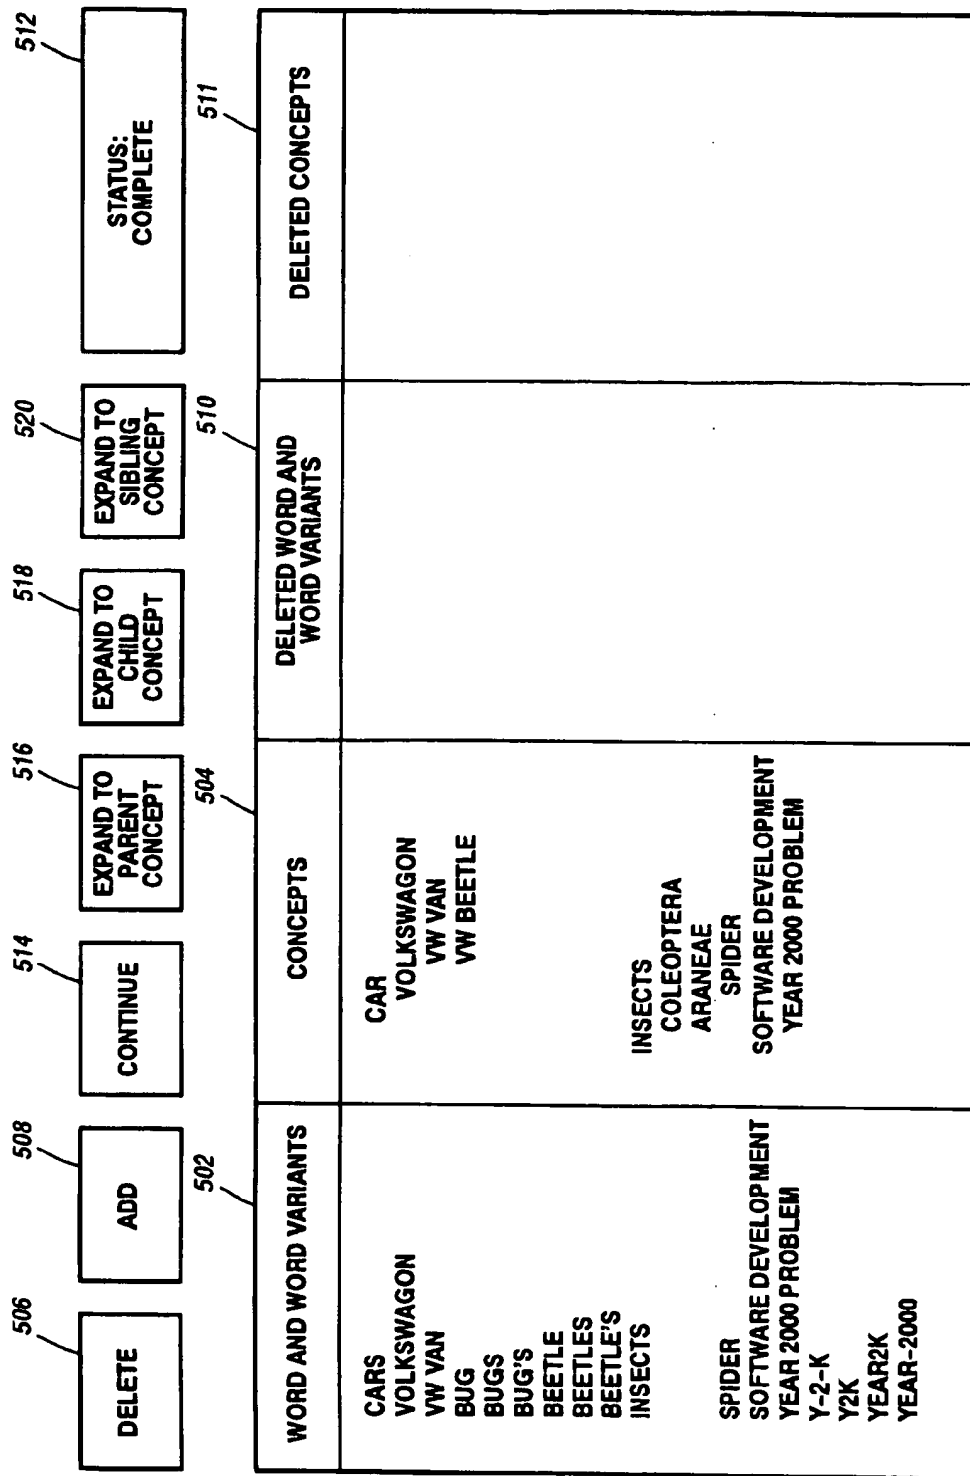 506
508
514
516
518
520
512
DELETE
ADD
CONTINUE
EXPAND TO
PARENT
CONCEPT
EXPAND TO
CHILD
CONCEPT
EXPAND TO
SIBLING
CONCEPT
STATUS:
COMPLETE
502
504
510
511
WORD AND WORD VARIANTS
CONCEPTS
DELETED WORD AND
WORD VARIANTS
DELETED CONCEPTS
CARS
VOLKSWAGON
VW VAN
BUG
BUGS
BUG'S
BEETLE
BEETLES
BEETLE'S
INSECTS
SPIDER
SOFTWARE DEVELOPMENT
YEAR 2000 PROBLEM
Y-2-K
Y2K
YEAR2K
YEAR-2000
CAR
VOLKSWAGON
VW VAN
VW BEETLE
INSECTS
COLEOPTERA
ARANEAE
SPIDER
SOFTWARE DEVELOPMENT
YEAR 2000 PROBLEM